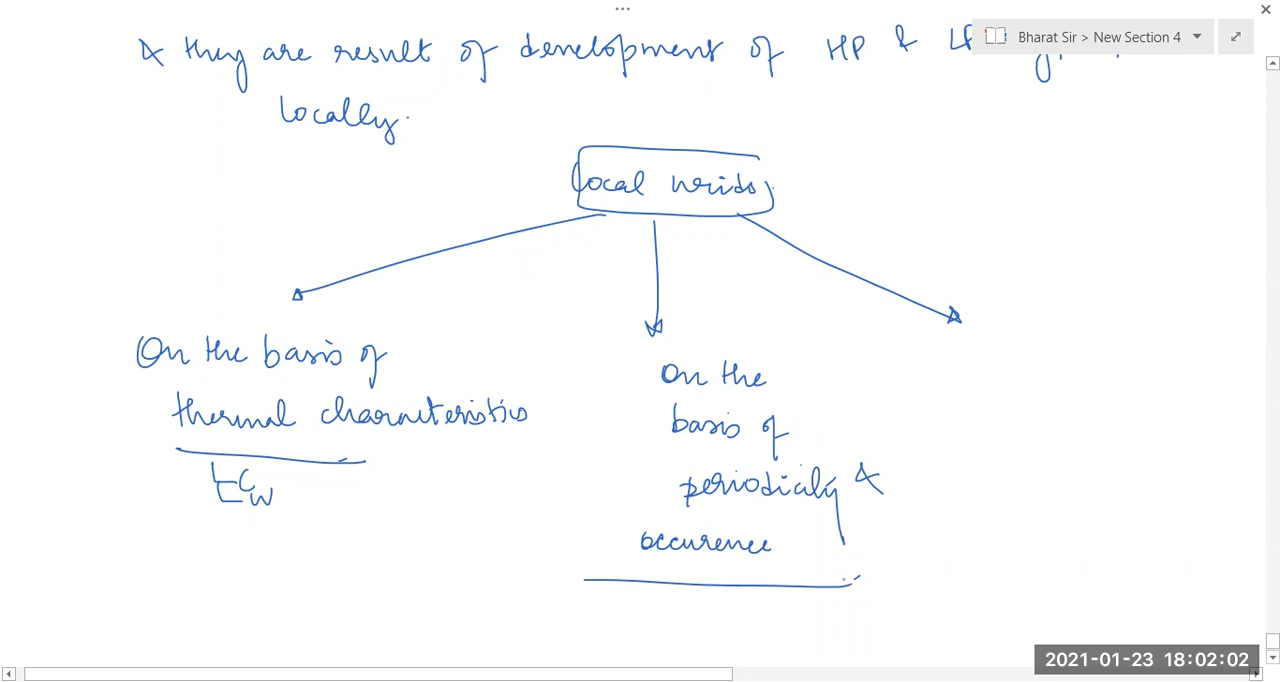 & they are result of development of HP & LP
locally.
Bharat Sir > New Section 4
local winds
On the basis of
thermal characteristics
C
W
On the
basis of
periodicity &
occurence
2021-01-23 18:02:02